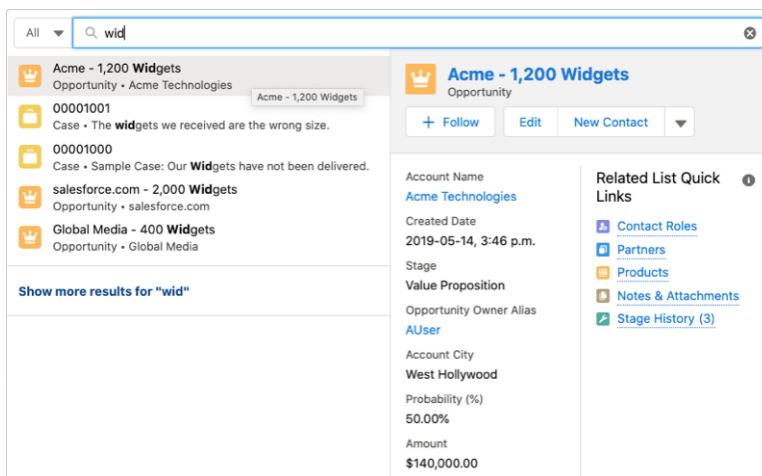 All
wid
Acme - 1,200 Widgets
Opportunity • Acme Technologies
Acme - 1,200 Widgets
00001001
Case • The widgets we received are the wrong size.
00001000
Case • Sample Case: Our Widgets have not been delivered.
salesforce.com - 2,000 Widgets
Opportunity • salesforce.com
Global Media - 400 Widgets
Opportunity • Global Media
Show more results for "wid"
Acme - 1,200 Widgets
Opportunity
+ Follow
Edit
New Contact
Account Name
Acme Technologies
Created Date
2019-05-14, 3:46 p.m.
Stage
Value Proposition
Opportunity Owner Alias
AUser
Account City
West Hollywood
Probability (%)
50.00%
Amount
$140,000.00
Related List Quick
Links
Contact Roles
Partners
Products
Notes & Attachments
Stage History (3)